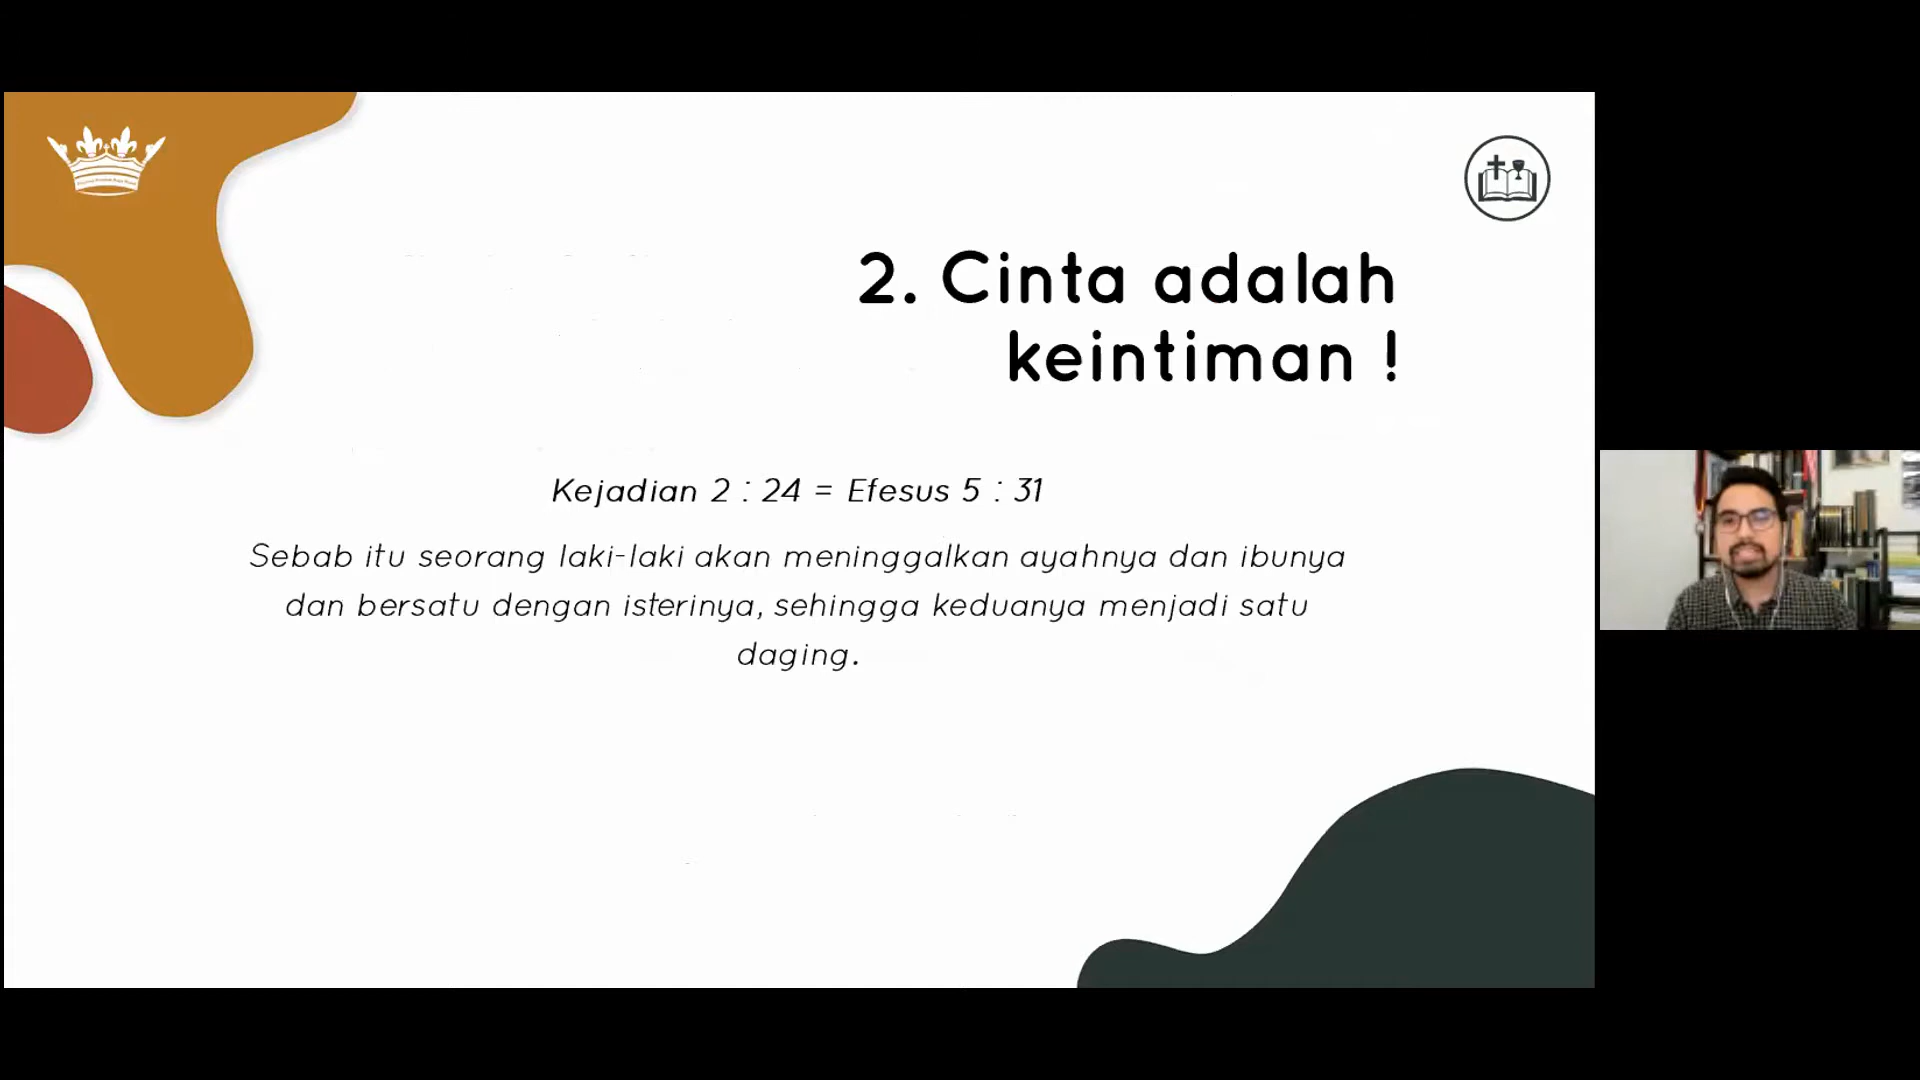 2. Cinta adalah
keintiman !
Kejadian 2 : 24 = Efesus 5 : 31
Sebab itu seorang laki-laki akan meninggalkan ayahnya dan ibunya
dan bersatu dengan isterinya, sehingga keduanya menjadi satu
daging.